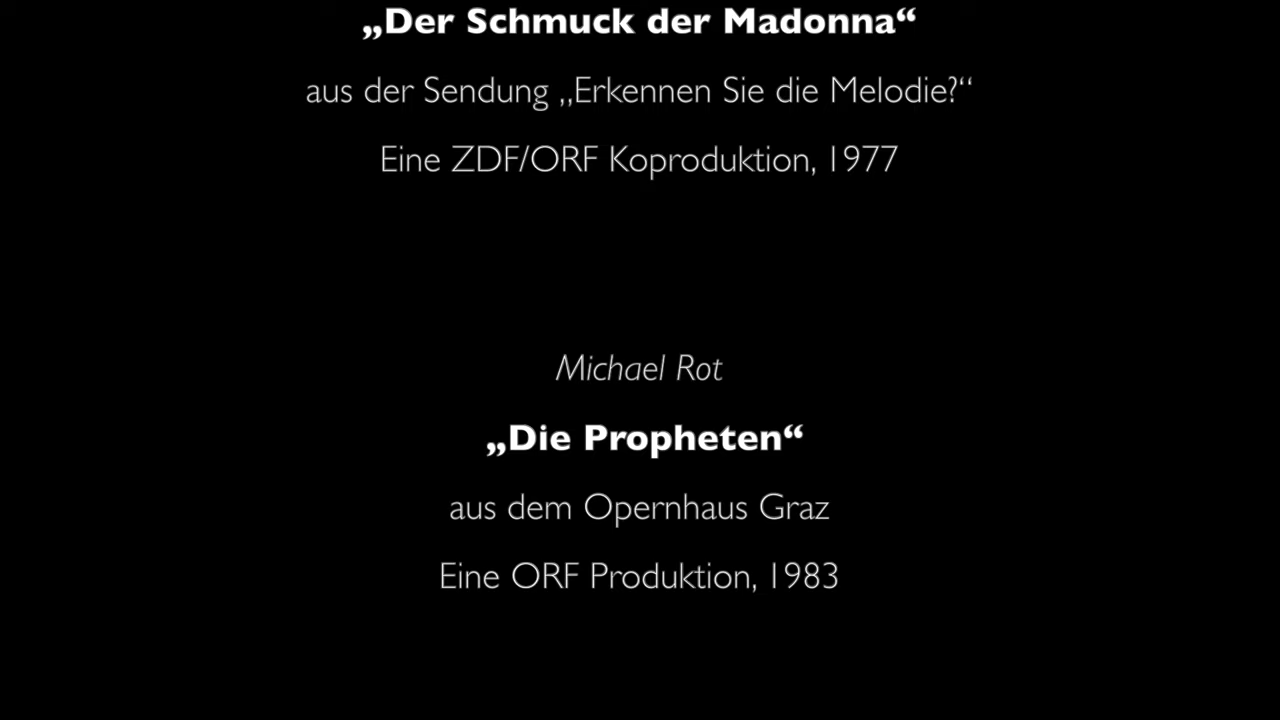 „Der Schmuck der Madonna“
aus der Sendung „Erkennen Sie die Melodie?“
Eine ZDF/ORF Koproduktion, 1977
Michael Rot
„Die Propheten“
aus dem Opernhaus Graz
Eine ORF Produktion, 1983